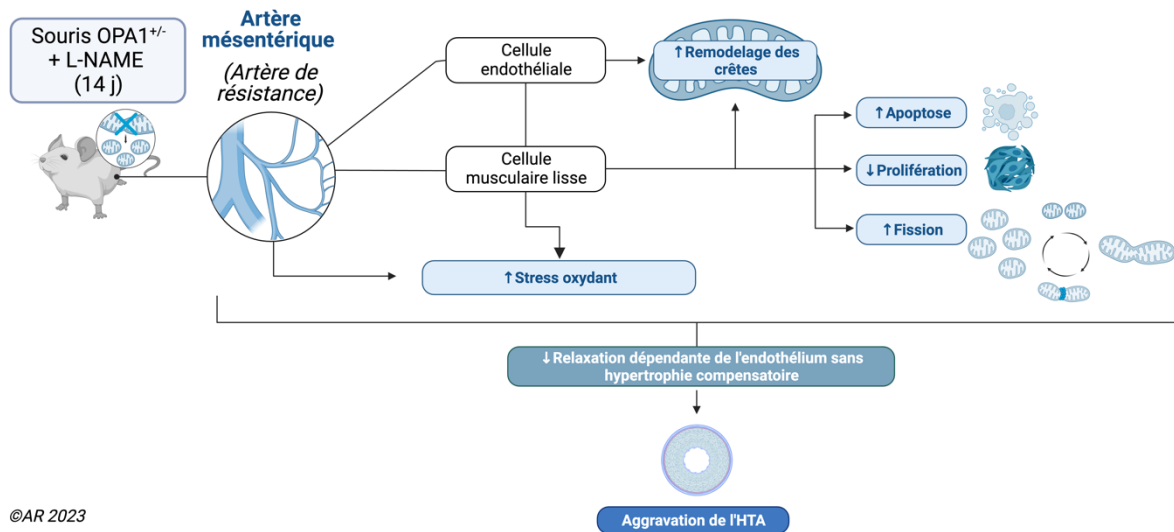 Souris OPA1+/-
+ L-NAME
(14 j)
Artère
mésentérique
(Artère de
résistance)
Cellule
endothéliale
↑Remodelage des
crêtes
↑Apoptose
Cellule
musculaire lisse
↓Prolifération
↑Fission
↑Stress oxydant
↓Relaxation dépendante de l'endothélium sans
hypertrophie compensatoire
©AR 2023
Aggravation de l'HTA